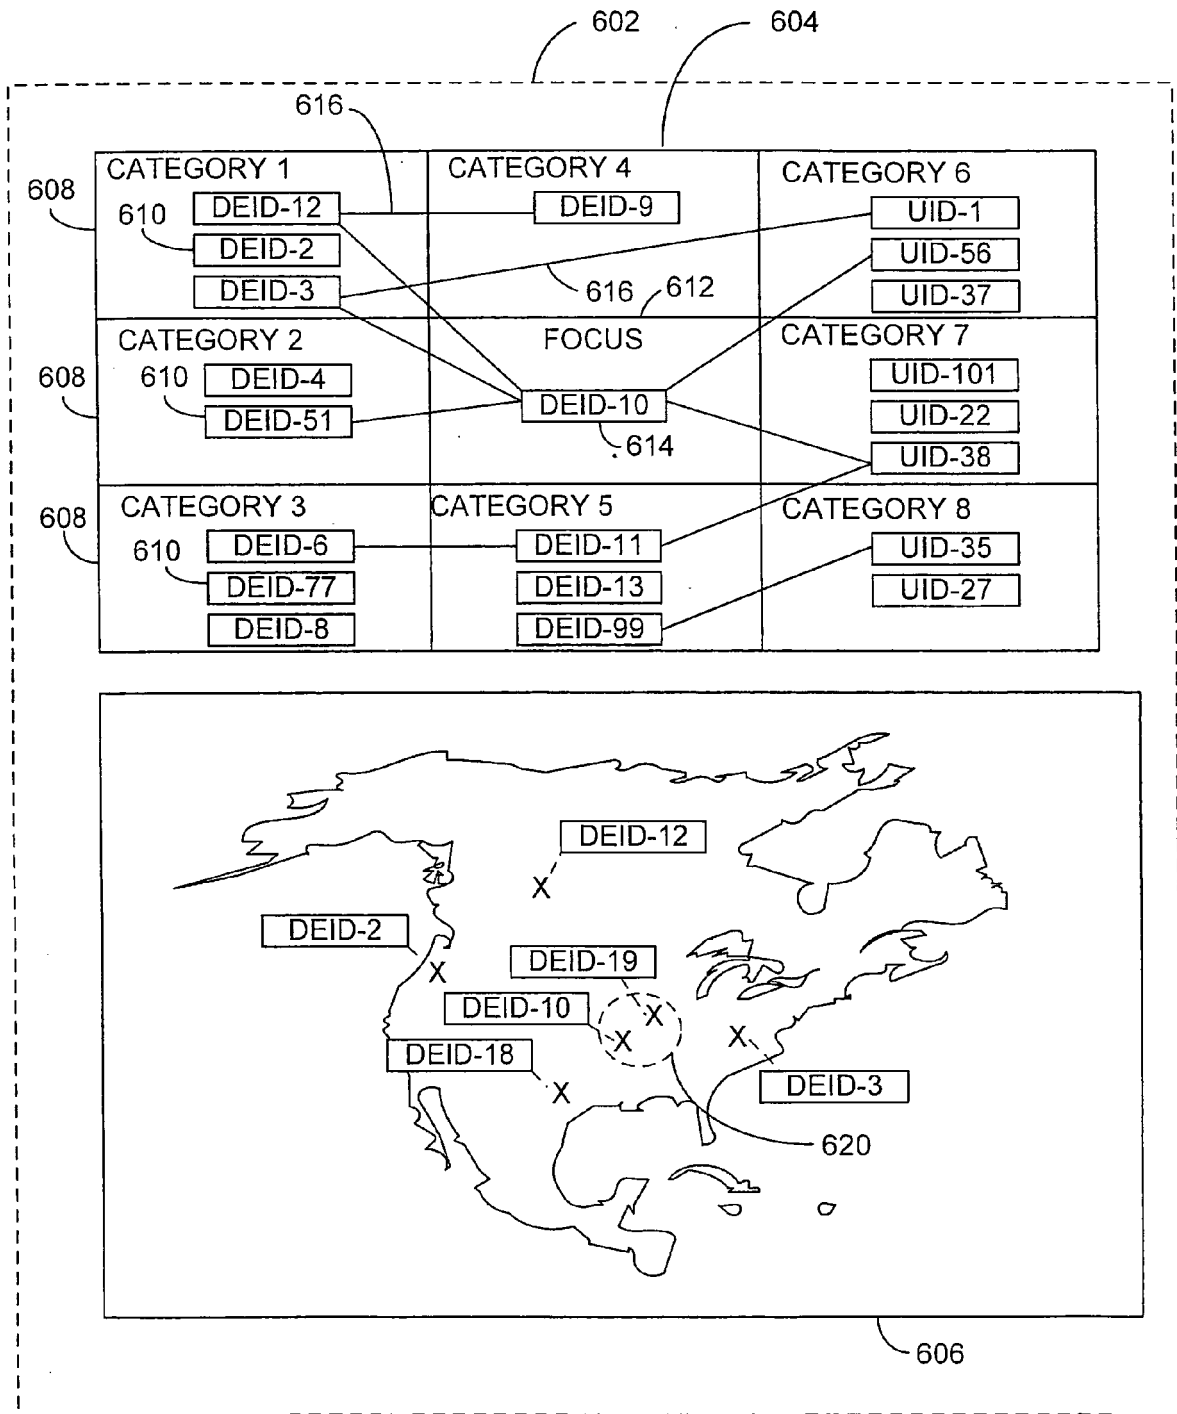 602
604
616
CATEGORY 1
CATEGORY 4
CATEGORY 6
608
DEID-12
DEID-9
UID-1
610
DEID-2
UID-56
DEID-3
616
612
UID-37
CATEGORY 2
FOCUS
CATEGORY 7
608
610
DEID-4
UID-101
DEID-51
DEID-10
UID-22
614
UID-38
CATEGORY 3
CATEGORY 5
CATEGORY 8
608
DEID-6
DEID-11
UID-35
610
DEID-77
DEID-13
UID-27
DEID-8
DEID-99
DEID-12
X
DEID-2
X
DEID-19
X
DEID-10
X
X
DEID-18
X
DEID-3
620
606